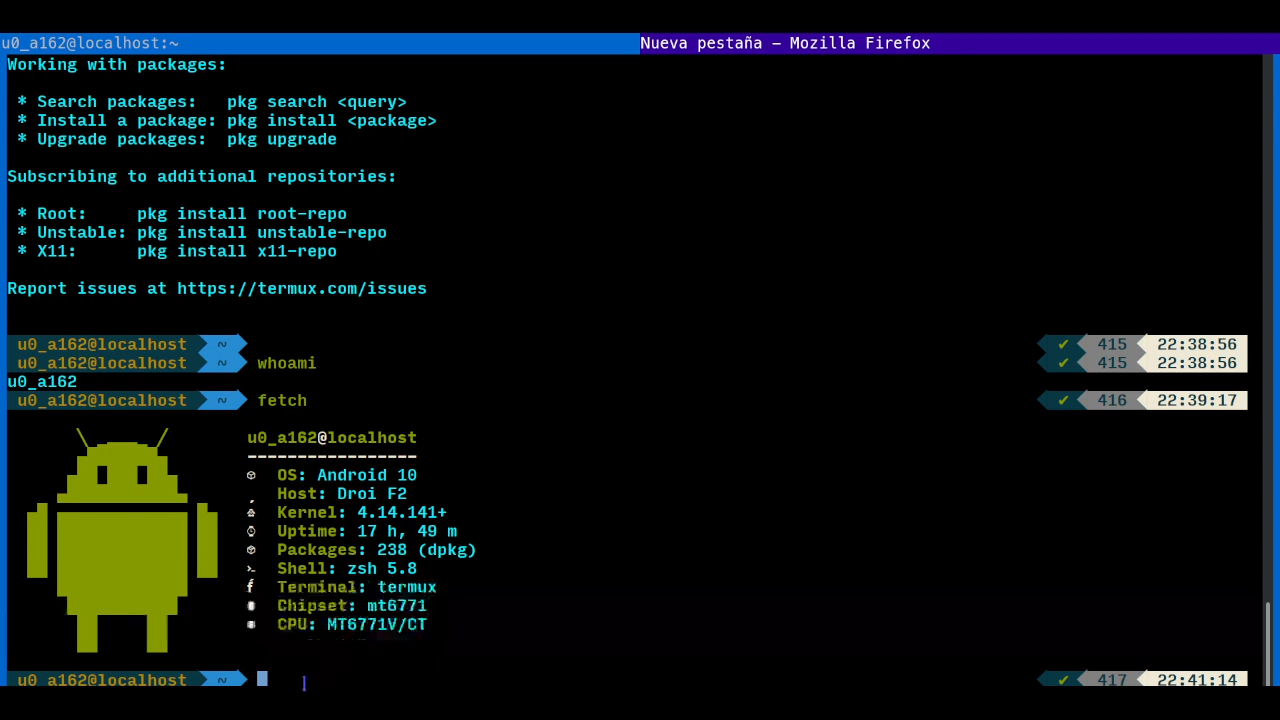 u0_a162@localhost:~
Nueva pestaña — Mozilla Firefox
Working with packages:
* Search packages: pkg search <query>
* Install a package: pkg install <package>
* Upgrade packages: pkg upgrade
Subscribing to additional repositories:
* Root: pkg install root-repo
* Unstable: pkg install unstable-repo
* X11: pkg install x11-repo
Report issues at https://termux.com/issues
u0_a162@localhost ~ ✔ 415 22:38:56
u0_a162@localhost ~ whoami ✔ 415 22:38:56
u0_a162
u0_a162@localhost ~ fetch ✔ 416 22:39:17
u0_a162@localhost
-----------------
OS: Android 10
Host: Droi F2
Kernel: 4.14.141+
Uptime: 17 h, 49 m
Packages: 238 (dpkg)
Shell: zsh 5.8
Terminal: termux
Chipset: mt6771
CPU: MT6771V/CT
u0_a162@localhost ~ ✔ 417 22:41:14